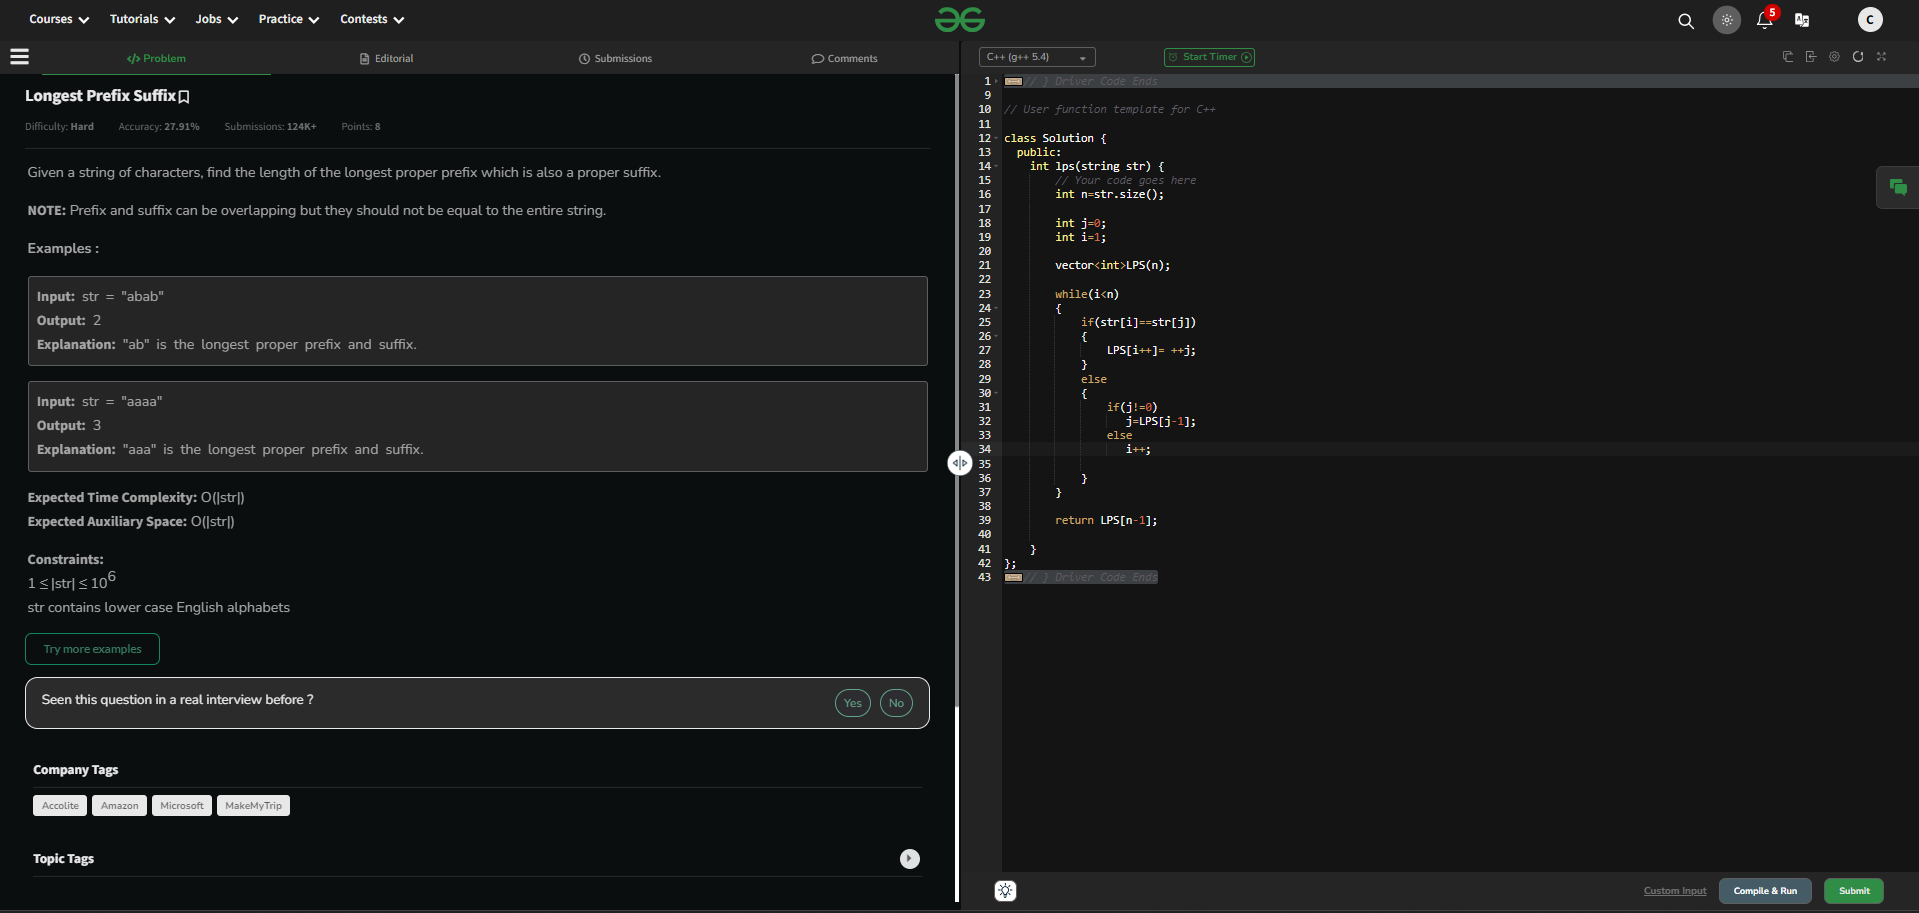 Courses Tutorials Jobs Practice Contests
5
C
Problem Editorial Submissions Comments
C++ (g++ 5.4) Start Timer
Longest Prefix Suffix
Difficulty: Hard Accuracy: 27.91% Submissions: 124K+ Points: 8
Given a string of characters, find the length of the longest proper prefix which is also a proper suffix.
NOTE: Prefix and suffix can be overlapping but they should not be equal to the entire string.
Examples :
Input: str = "abab"
Output: 2
Explanation: "ab" is the longest proper prefix and suffix.
Input: str = "aaaa"
Output: 3
Explanation: "aaa" is the longest proper prefix and suffix.
Expected Time Complexity: O(|str|)
Expected Auxiliary Space: O(|str|)
Constraints:
1 ≤ |str| ≤ 10^6
str contains lower case English alphabets
Try more examples
Seen this question in a real interview before ? Yes No
Company Tags
Accolite Amazon Microsoft MakeMyTrip
Topic Tags
1 // } Driver Code Ends
9
10 // User function template for C++
11
12 class Solution {
13 public:
14 int lps(string str) {
15 // Your code goes here
16 int n=str.size();
17
18 int j=0;
19 int i=1;
20
21 vector<int>LPS(n);
22
23 while(i<n)
24 {
25 if(str[i]==str[j])
26 {
27 LPS[i++]= ++j;
28 }
29 else
30 {
31 if(j!=0)
32 j=LPS[j-1];
33 else
34 i++;
35
36 }
37 }
38
39 return LPS[n-1];
40
41 }
42 };
43 // } Driver Code Ends
Custom Input Compile & Run Submit